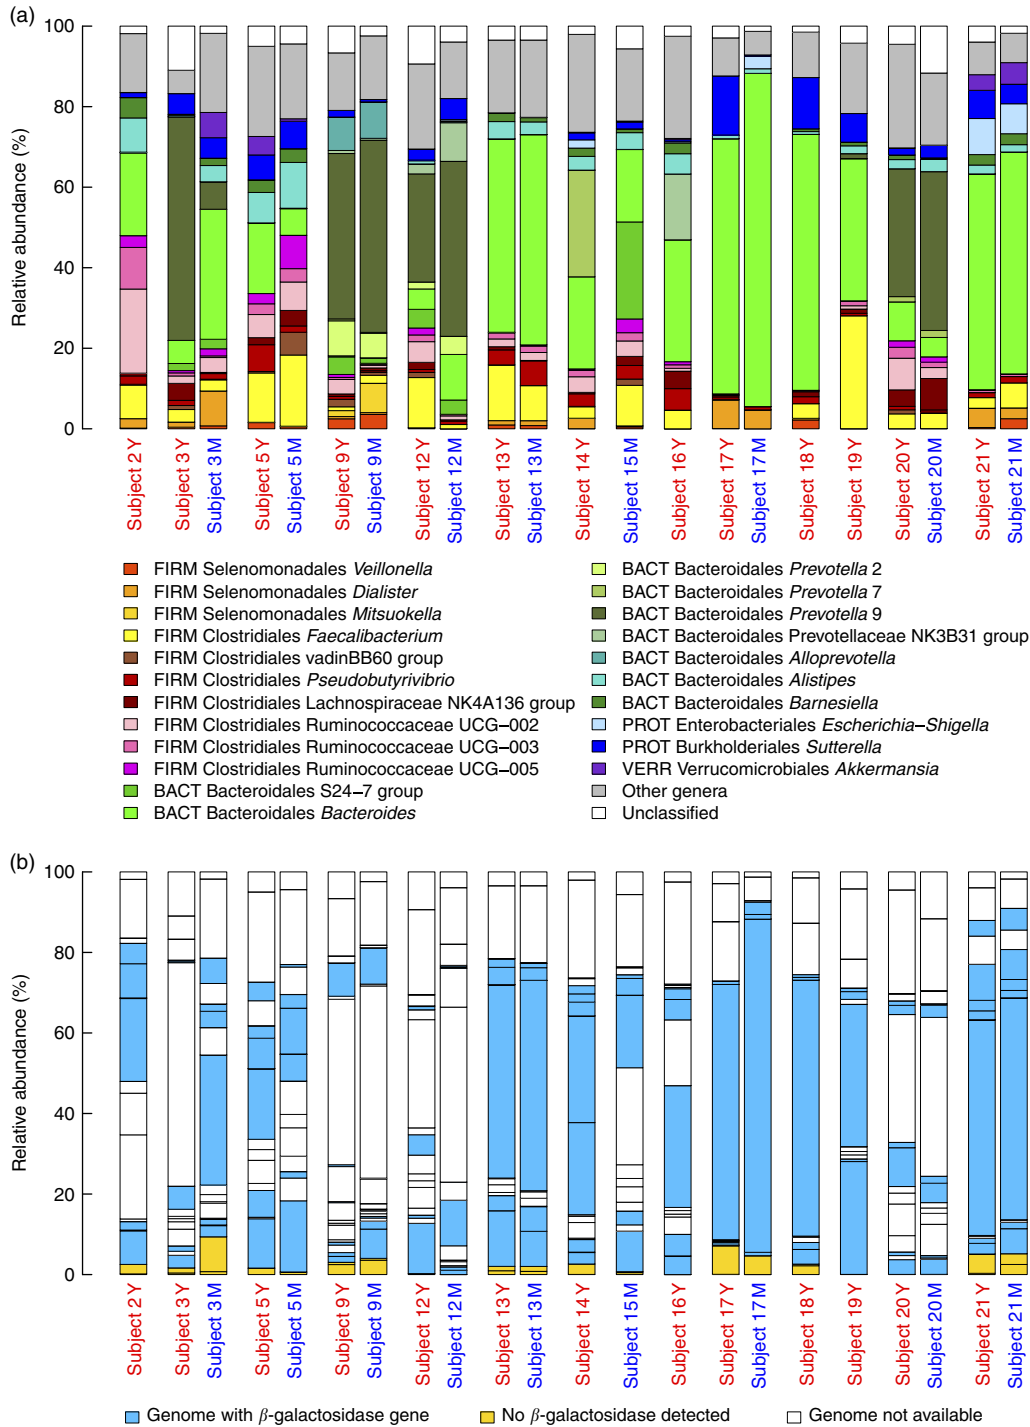 (a)
100
80
60
40
20
0
Relative abundance (%)
Subject 2 Y
Subject 3 Y
Subject 3 M
Subject 5 Y
Subject 5 M
Subject 9 Y
Subject 9 M
Subject 12 Y
Subject 12 M
Subject 13 Y
Subject 13 M
Subject 14 Y
Subject 15 M
Subject 16 Y
Subject 17 Y
Subject 17 M
Subject 18 Y
Subject 19 Y
Subject 20 Y
Subject 20 M
Subject 21 Y
Subject 21 M
FIRM Selenomonadales Veillonella
FIRM Selenomonadales Dialister
FIRM Selenomonadales Mitsuokella
FIRM Clostridiales Faecalibacterium
FIRM Clostridiales vadinBB60 group
FIRM Clostridiales Pseudobutyrivibrio
FIRM Clostridiales Lachnospiraceae NK4A136 group
FIRM Clostridiales Ruminococcaceae UCG−002
FIRM Clostridiales Ruminococcaceae UCG−003
FIRM Clostridiales Ruminococcaceae UCG−005
BACT Bacteroidales S24−7 group
BACT Bacteroidales Bacteroides
BACT Bacteroidales Prevotella 2
BACT Bacteroidales Prevotella 7
BACT Bacteroidales Prevotella 9
BACT Bacteroidales Prevotellaceae NK3B31 group
BACT Bacteroidales Alloprevotella
BACT Bacteroidales Alistipes
BACT Bacteroidales Barnesiella
PROT Enterobacteriales Escherichia−Shigella
PROT Burkholderiales Sutterella
VERR Verrucomicrobiales Akkermansia
Other genera
Unclassified
(b)
100
80
60
40
20
0
Relative abundance (%)
Subject 2 Y
Subject 3 Y
Subject 3 M
Subject 5 Y
Subject 5 M
Subject 9 Y
Subject 9 M
Subject 12 Y
Subject 12 M
Subject 13 Y
Subject 13 M
Subject 14 Y
Subject 15 M
Subject 16 Y
Subject 17 Y
Subject 17 M
Subject 18 Y
Subject 19 Y
Subject 20 Y
Subject 20 M
Subject 21 Y
Subject 21 M
Genome with β-galactosidase gene
No β-galactosidase detected
Genome not available